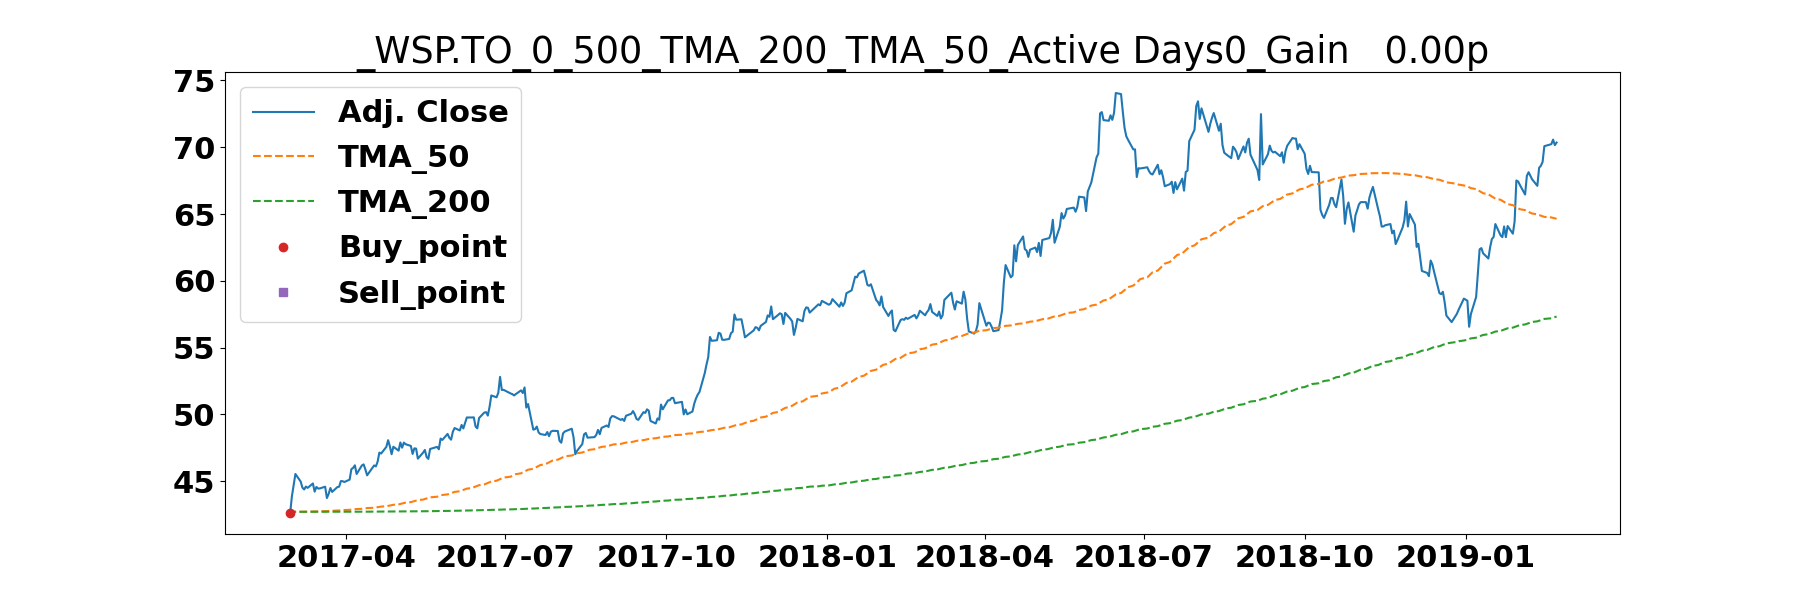 _WSP.TO_0_500_TMA_200_TMA_50_Active Days0_Gain   0.00p
75
70
65
60
55
50
45
Adj. Close
TMA_50
TMA_200
Buy_point
Sell_point
2017-04 2017-07 2017-10 2018-01 2018-04 2018-07 2018-10 2019-01